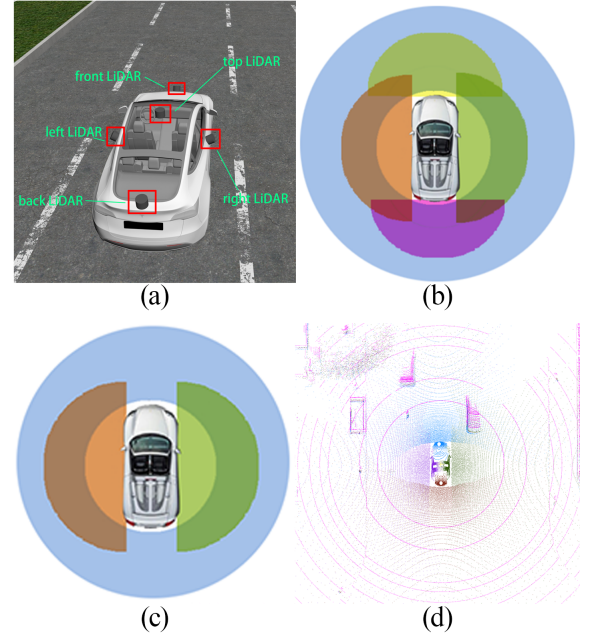 top LiDAR
front LiDAR
left LiDAR
right LiDAR
back LiDAR
(a)
(b)
(c)
(d)